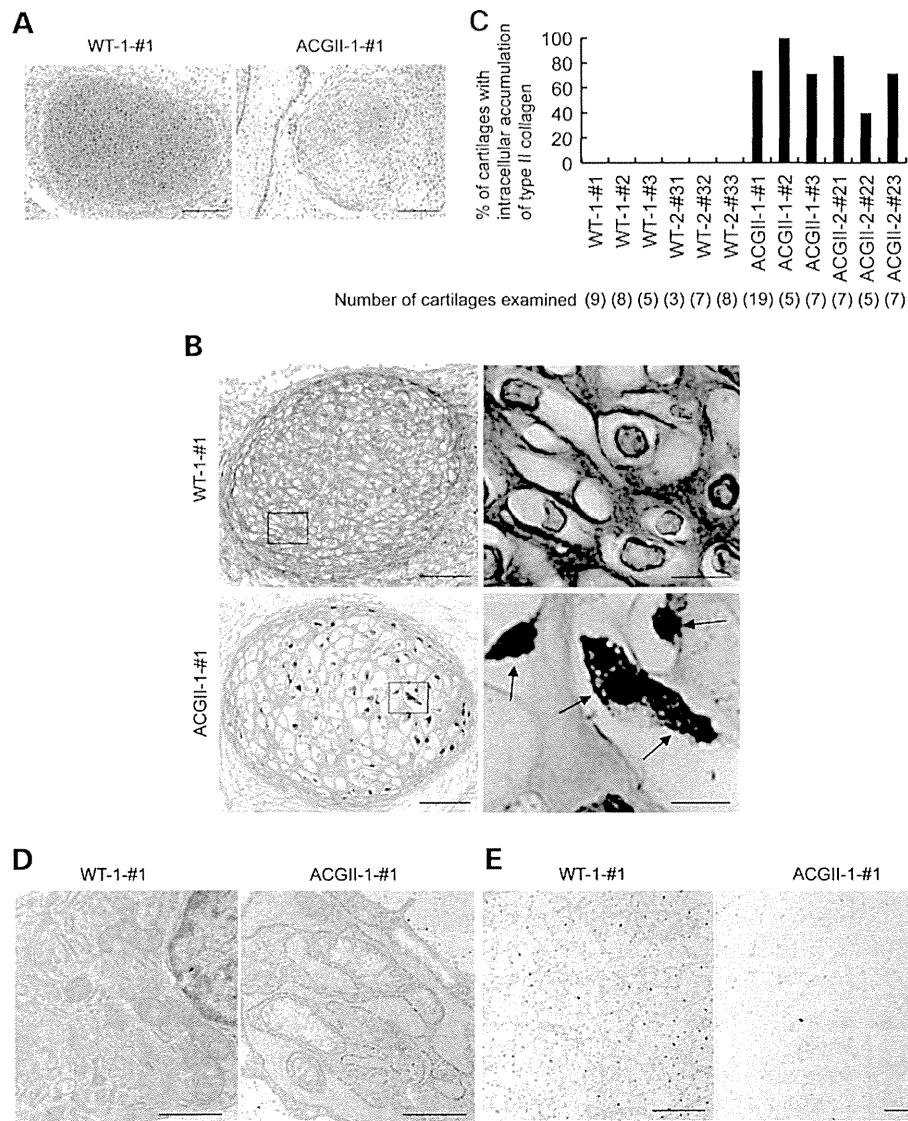 A
WT-1-#1
ACGII-1-#1
C
% of cartilages with
intracellular accumulation
of type II collagen
100
80
60
40
20
0
WT-1-#1
WT-1-#2
WT-1-#3
WT-2-#31
WT-2-#32
WT-2-#33
ACGII-1-#1
ACGII-1-#2
ACGII-1-#3
ACGII-2-#21
ACGII-2-#22
ACGII-2-#23
Number of cartilages examined (9) (8) (5) (3) (7) (8) (19) (5) (7) (7) (5) (7)
B
WT-1-#1
ACGII-1-#1
D
WT-1-#1
ACGII-1-#1
E
WT-1-#1
ACGII-1-#1